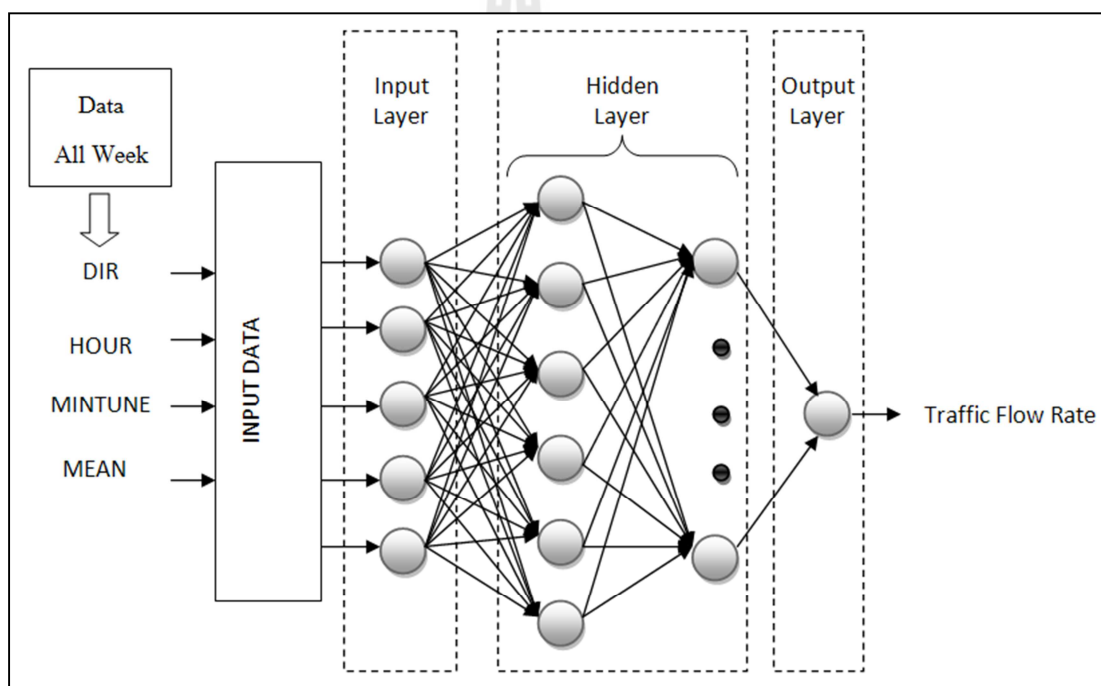 Data
All Week
DIR
HOUR
MINTUNE
MEAN
INPUT DATA
Input
Layer
Hidden
Layer
Output
Layer
Traffic Flow Rate